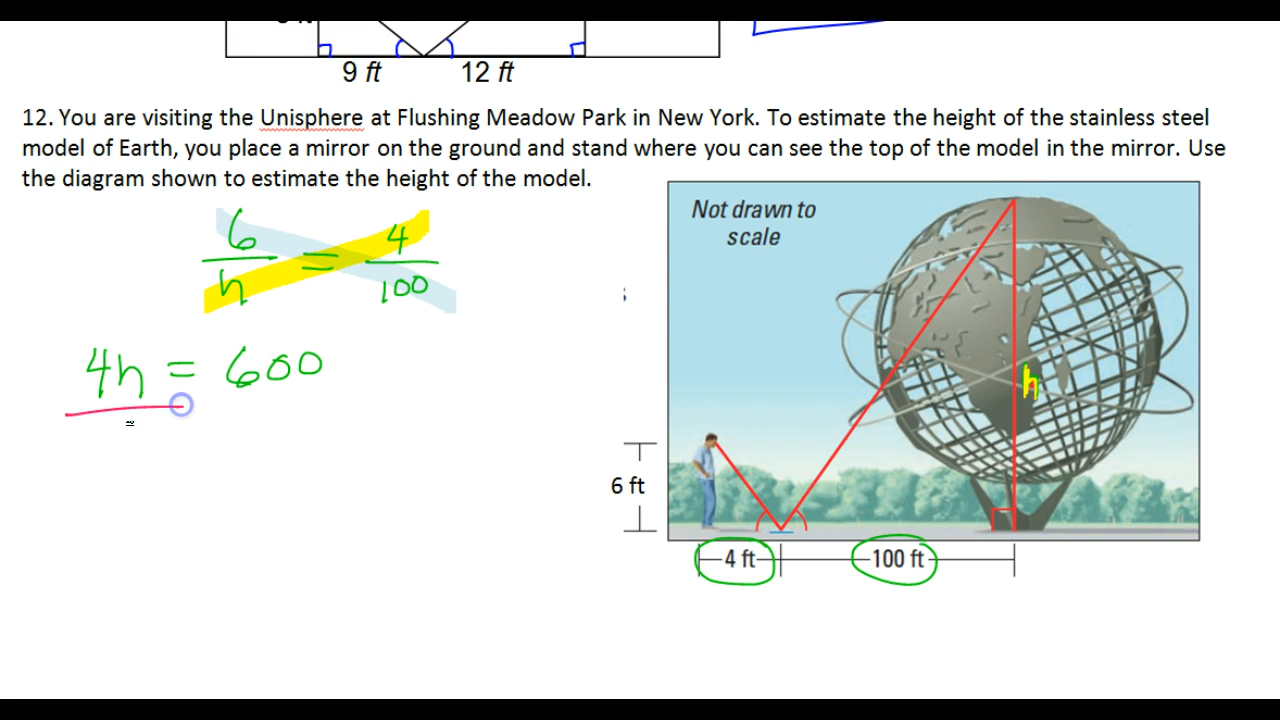 9 ft 12 ft
12. You are visiting the Unisphere at Flushing Meadow Park in New York. To estimate the height of the stainless steel
model of Earth, you place a mirror on the ground and stand where you can see the top of the model in the mirror. Use
the diagram shown to estimate the height of the model.
6/h = 4/100
4h = 600
Not drawn to
scale
h
6 ft
4 ft 100 ft